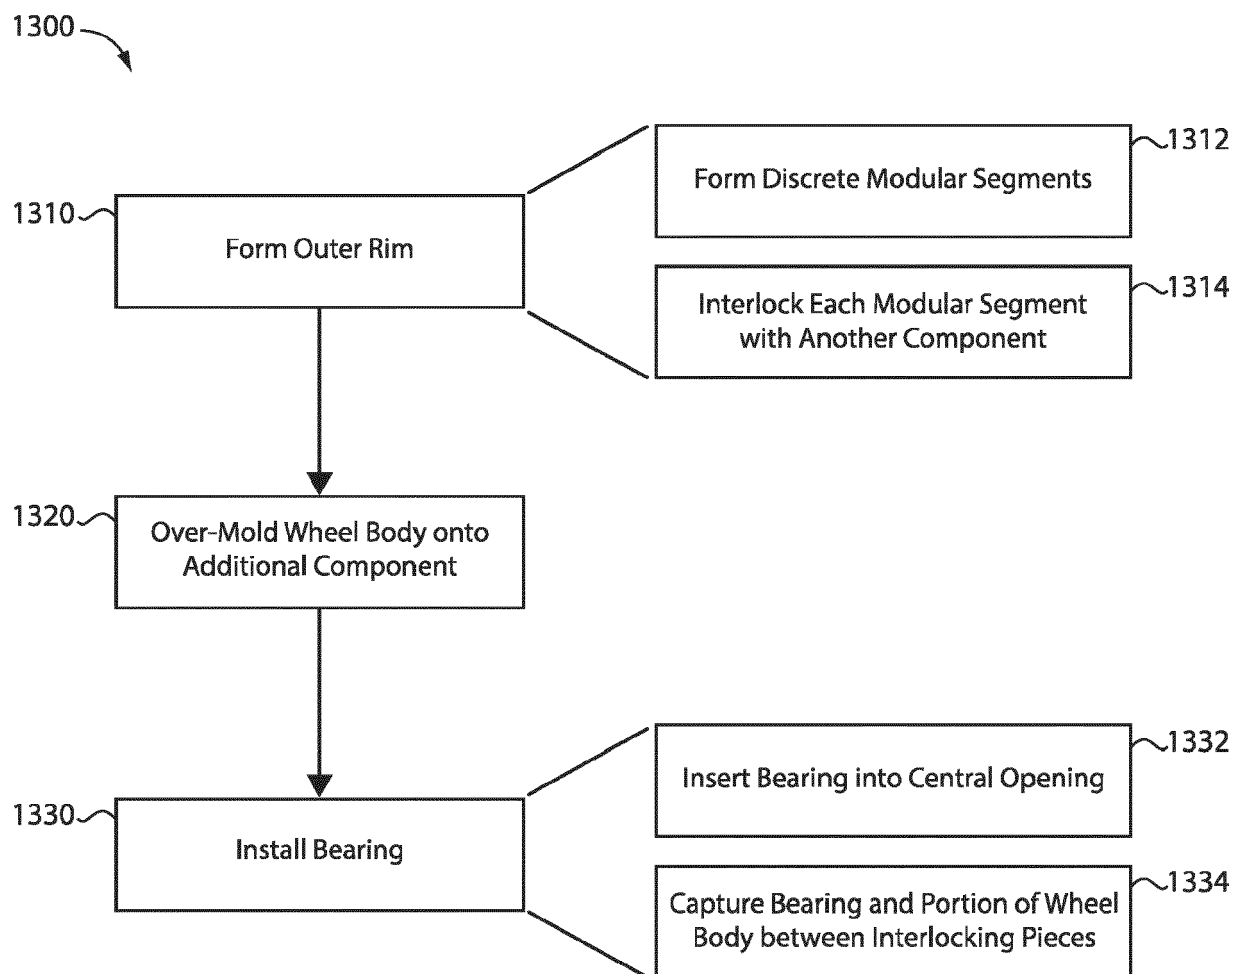 1300
1310
Form Outer Rim
1312
Form Discrete Modular Segments
1314
Interlock Each Modular Segment
with Another Component
1320
Over-Mold Wheel Body onto
Additional Component
1330
Install Bearing
1332
Insert Bearing into Central Opening
1334
Capture Bearing and Portion of Wheel
Body between Interlocking Pieces